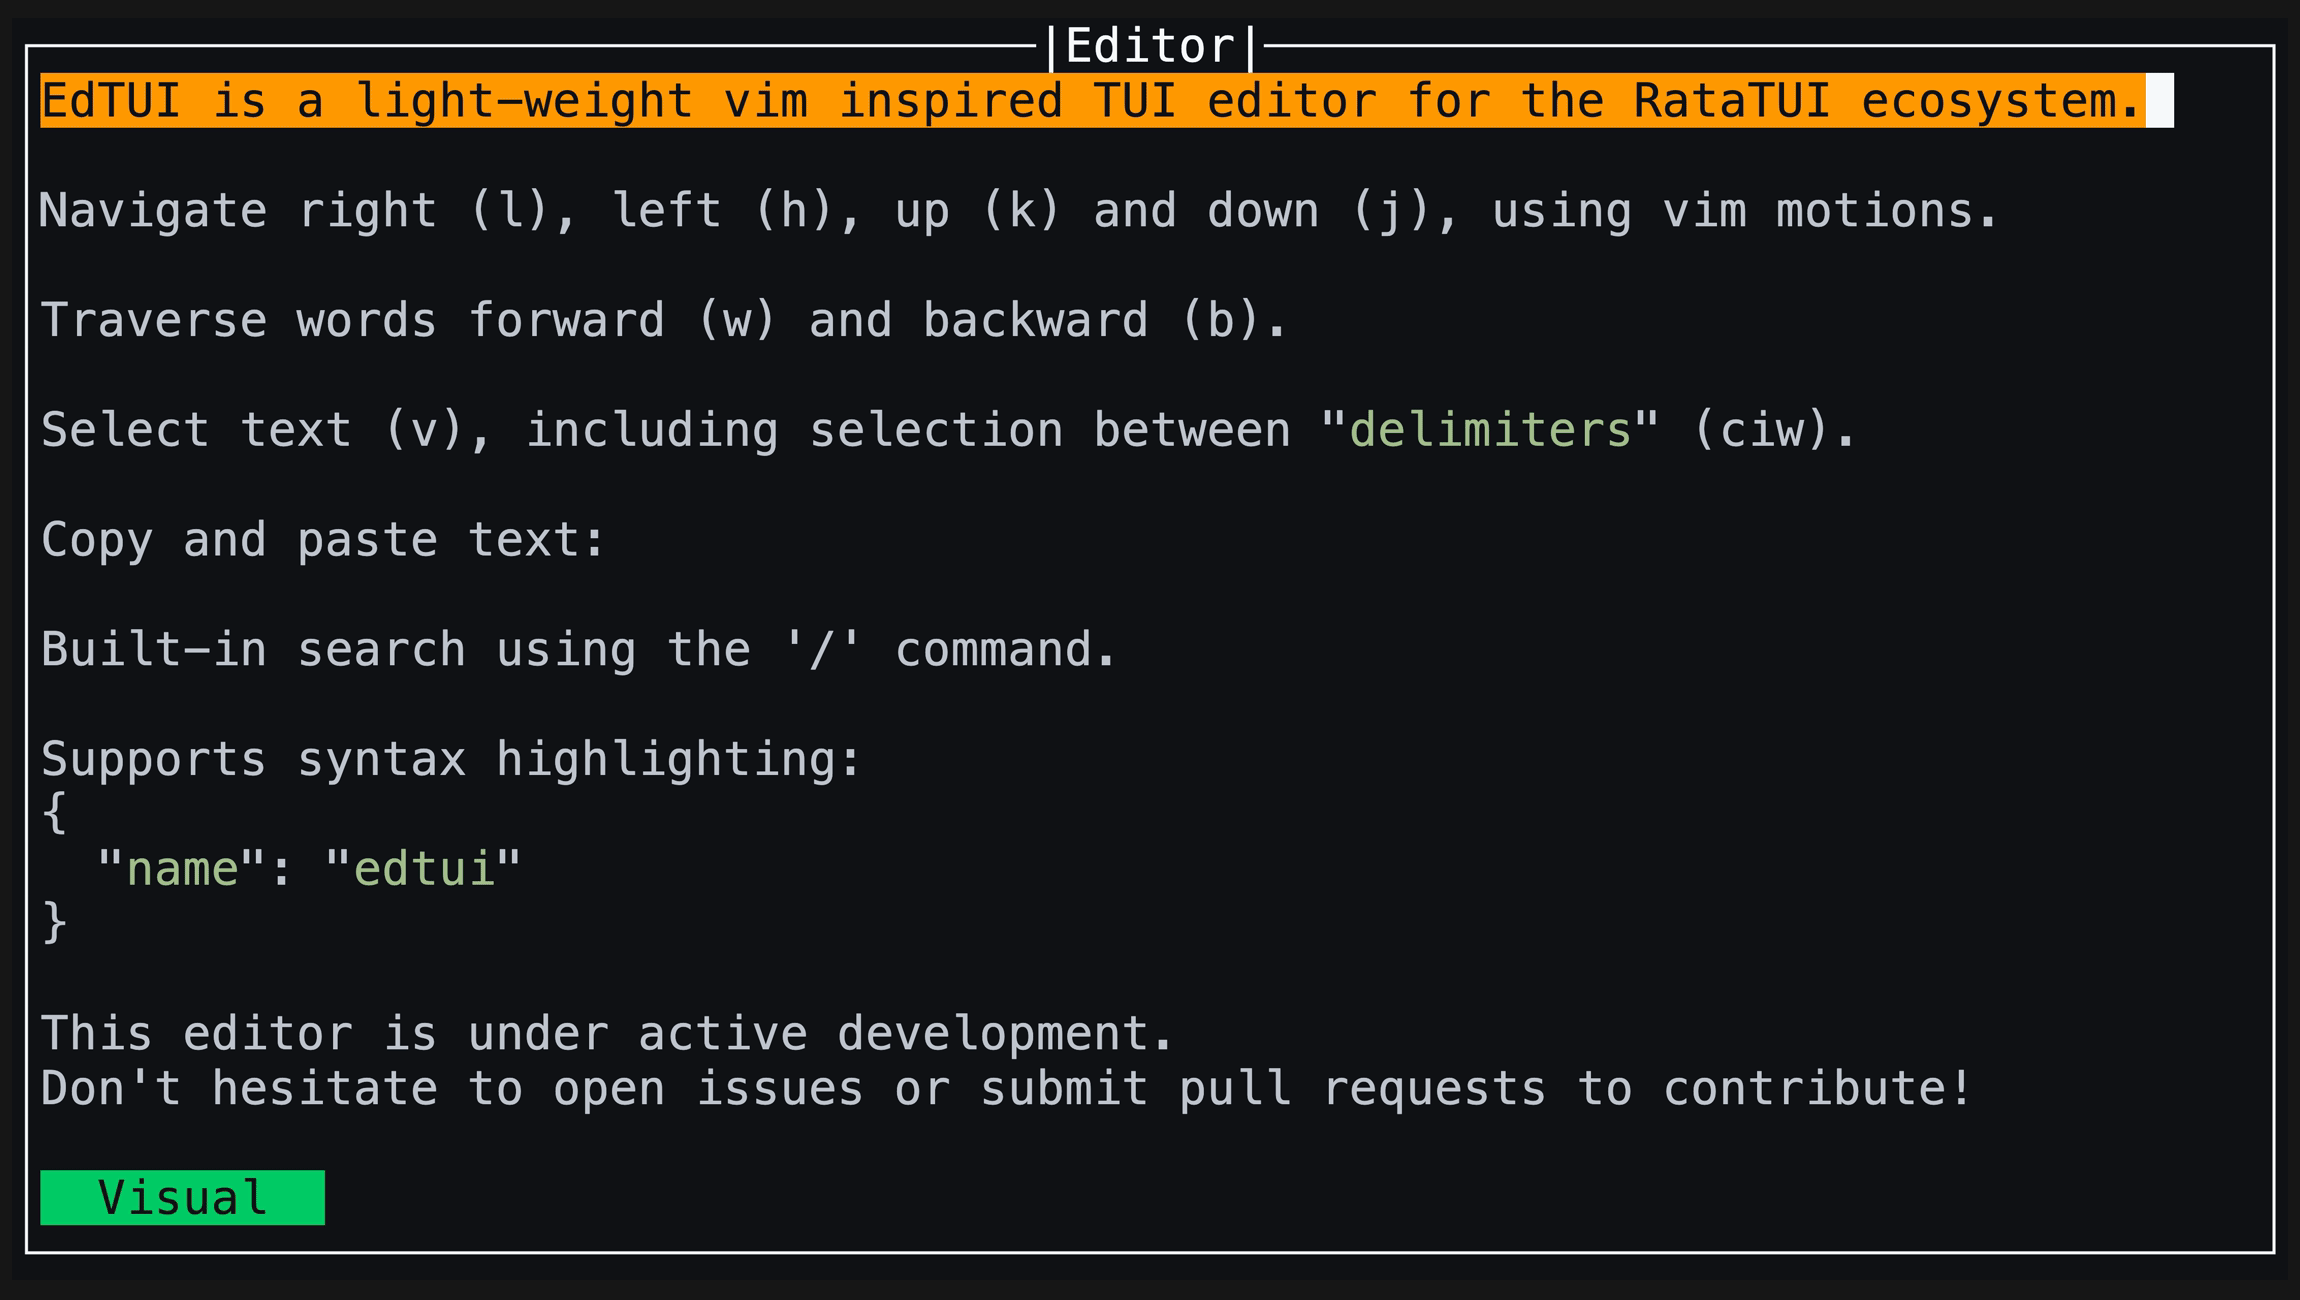 |Editor|
EdTUI is a light-weight vim inspired TUI editor for the RataTUI ecosystem.
Navigate right (l), left (h), up (k) and down (j), using vim motions.
Traverse words forward (w) and backward (b).
Select text (v), including selection between "delimiters" (ciw).
Copy and paste text:
Built-in search using the '/' command.
Supports syntax highlighting:
{
  "name": "edtui"
}
This editor is under active development.
Don't hesitate to open issues or submit pull requests to contribute!
Visual